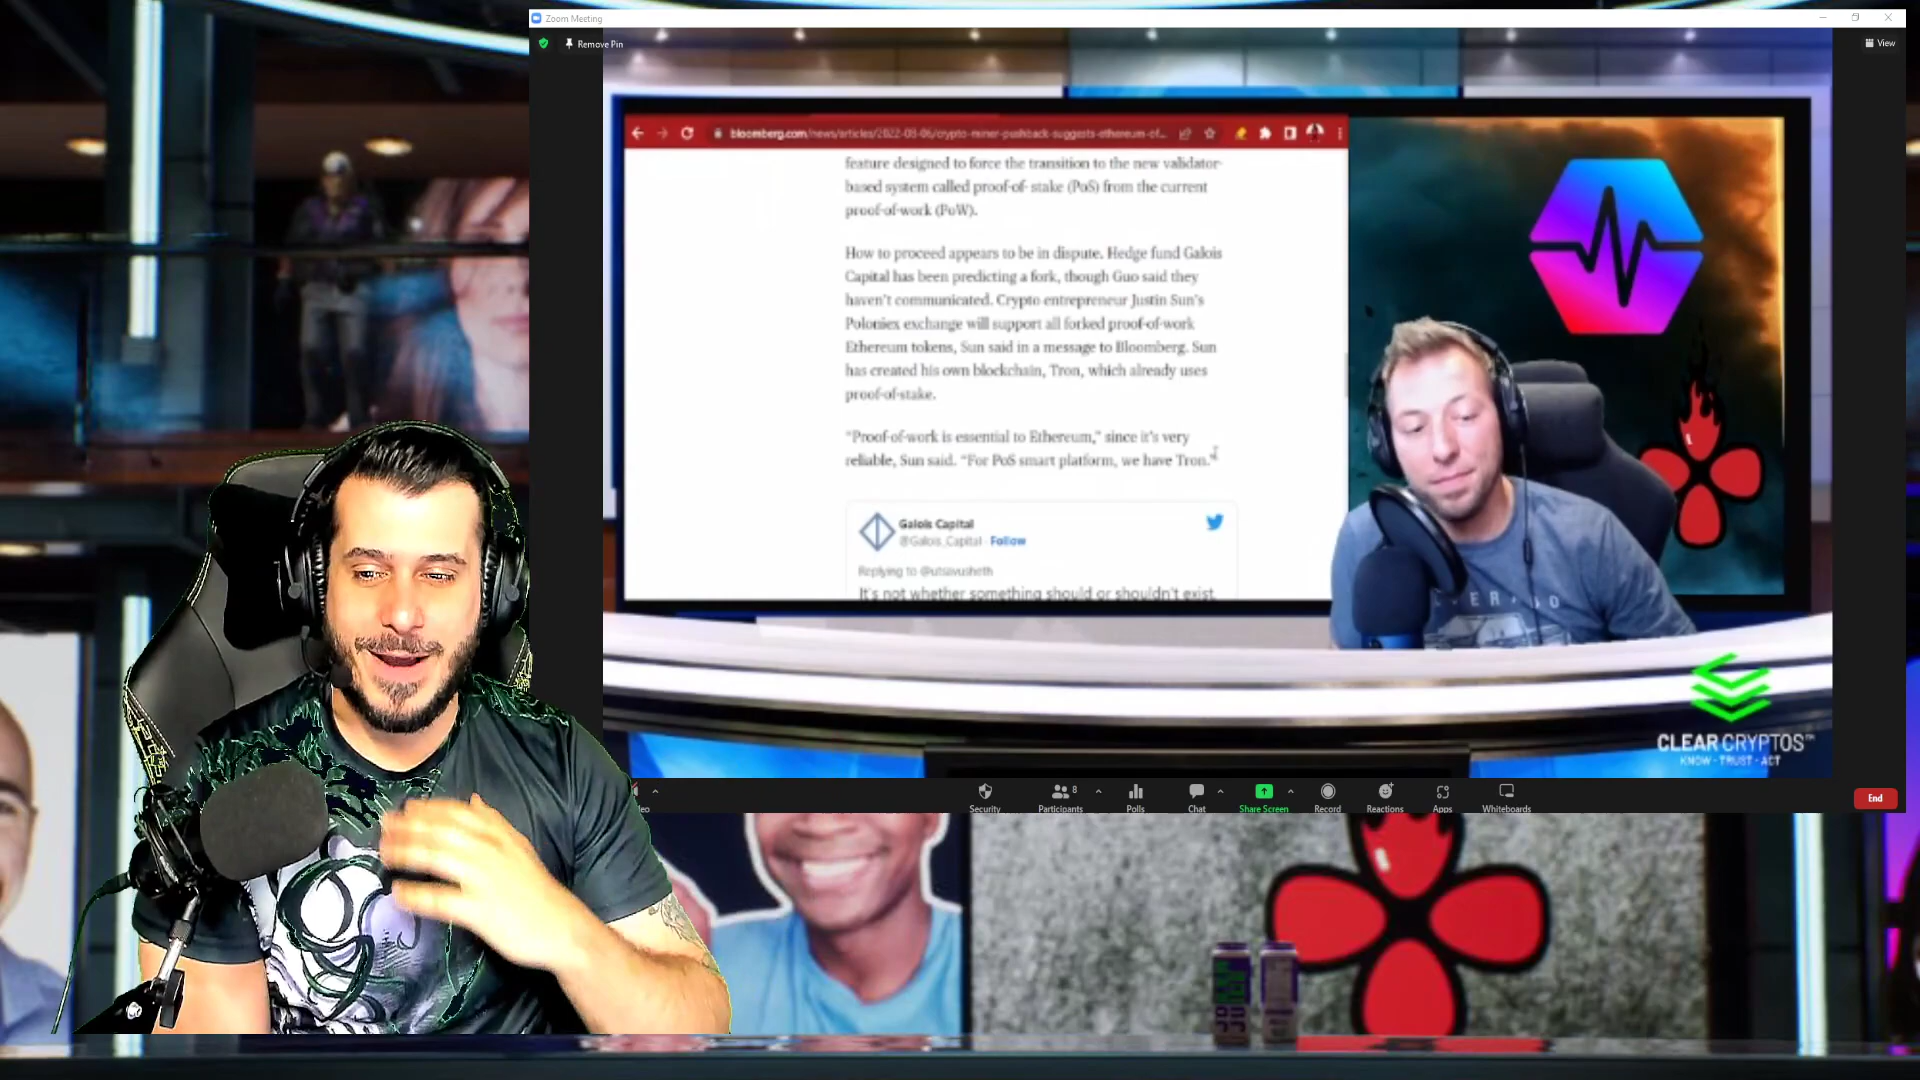 Zoom Meeting
Remove Pin
View
bloomberg.com/news/articles/2022-08-06/crypto-miner-pushback-suggests-ethereum-of...
feature designed to force the transition to the new validator-
based system called proof-of- stake (PoS) from the current
proof-of-work (PoW).
How to proceed appears to be in dispute. Hedge fund Galois
Capital has been predicting a fork, though Guo said they
haven't communicated. Crypto entrepreneur Justin Sun's
Poloniex exchange will support all forked proof-of-work
Ethereum tokens, Sun said in a message to Bloomberg. Sun
has created his own blockchain, Tron, which already uses
proof-of-stake.
"Proof-of-work is essential to Ethereum," since it's very
reliable, Sun said. "For PoS smart platform, we have Tron."
Galois Capital
@Galois_Capital · Follow
Replying to @utsavusheth
It's not whether something should or shouldn't exist
CLEARCRYPTOS™
KNOW · TRUST · ACT
Security
Participants
8
Polls
Chat
Share Screen
Record
Reactions
Apps
Whiteboards
End